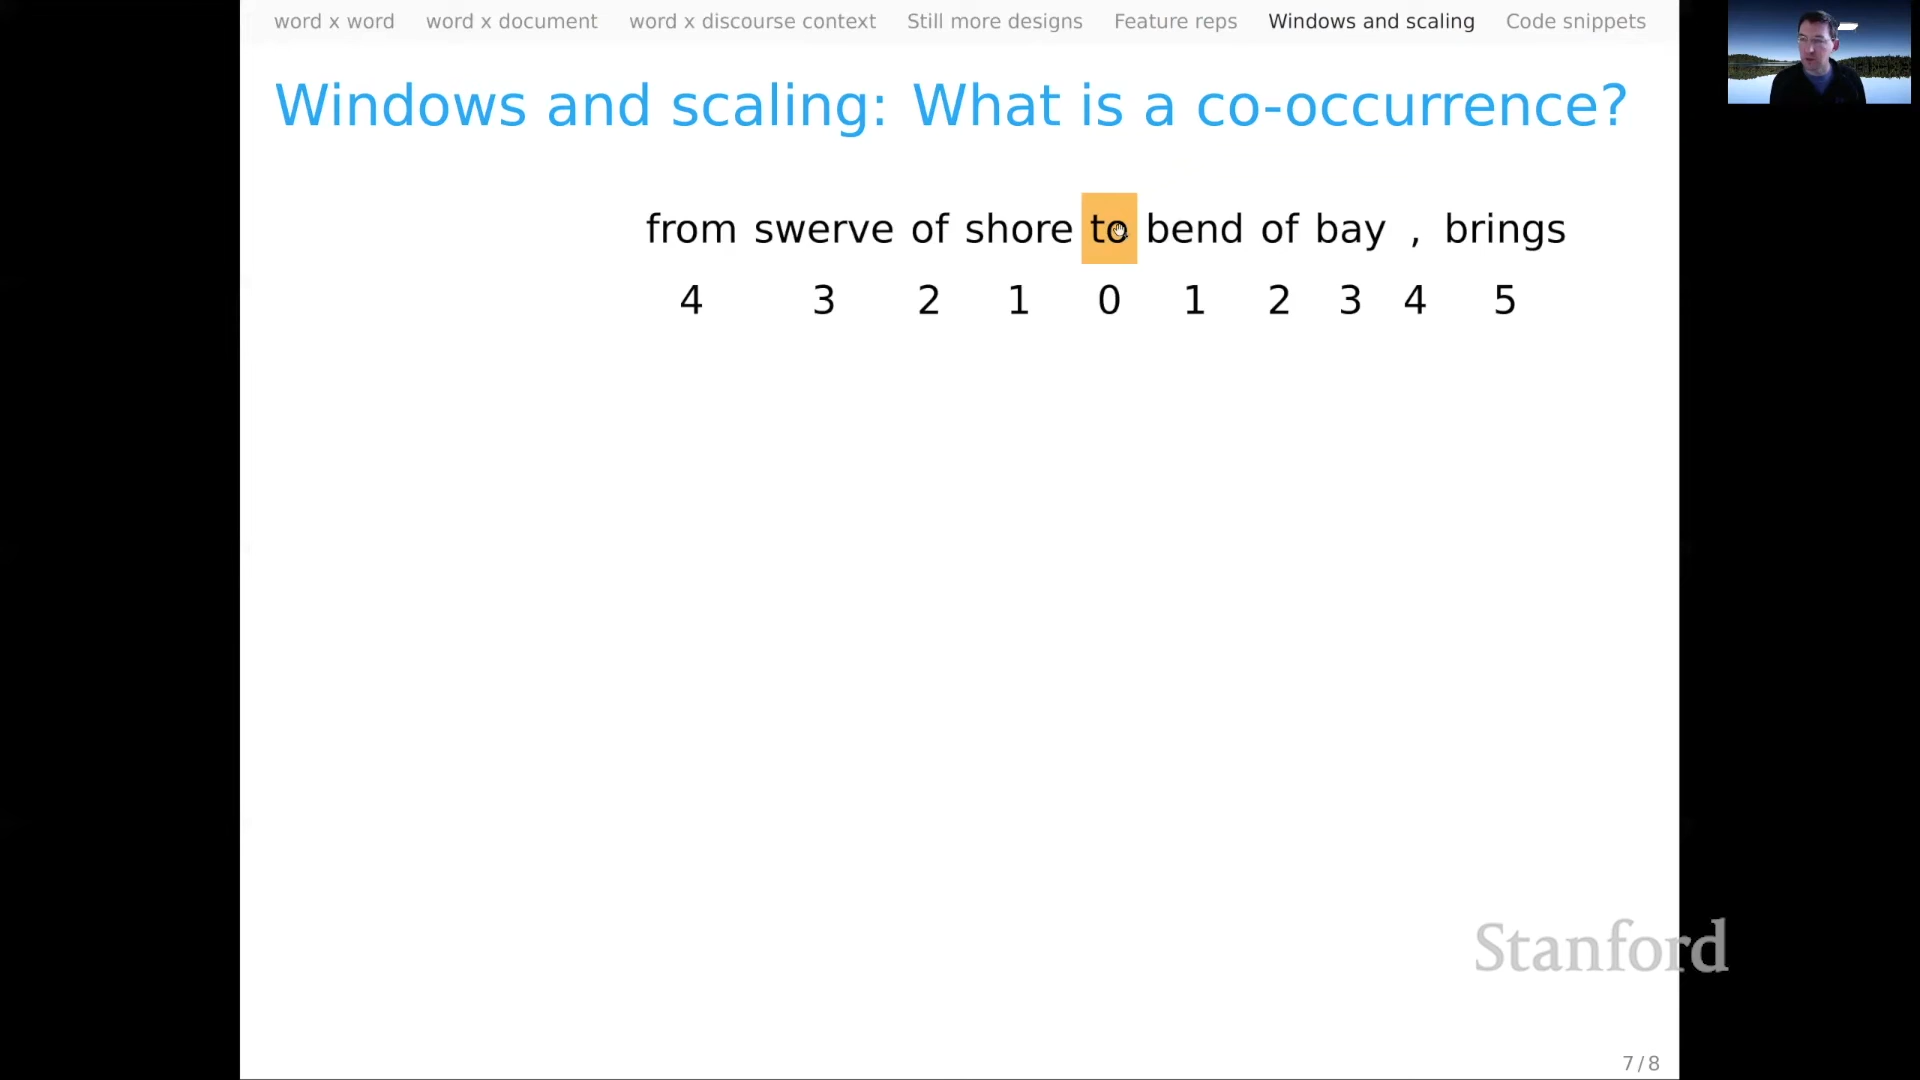 word x word word x document word x discourse context Still more designs Feature reps Windows and scaling Code snippets
Windows and scaling: What is a co-occurrence?
from swerve of shore to bend of bay , brings
4 3 2 1 0 1 2 3 4 5
Stanford
7 / 8